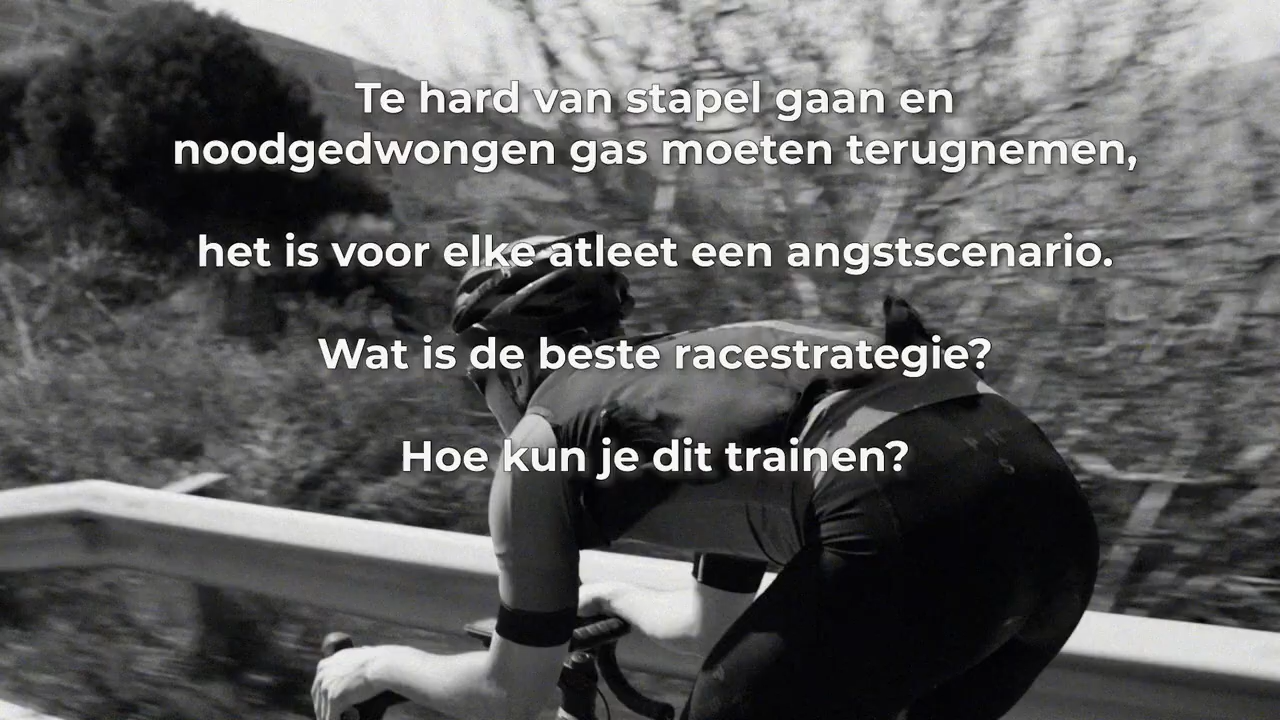 Te hard van stapel gaan en
noodgedwongen gas moeten terugnemen,
het is voor elke atleet een angstscenario.
Wat is de beste racestrategie?
Hoe kun je dit trainen?